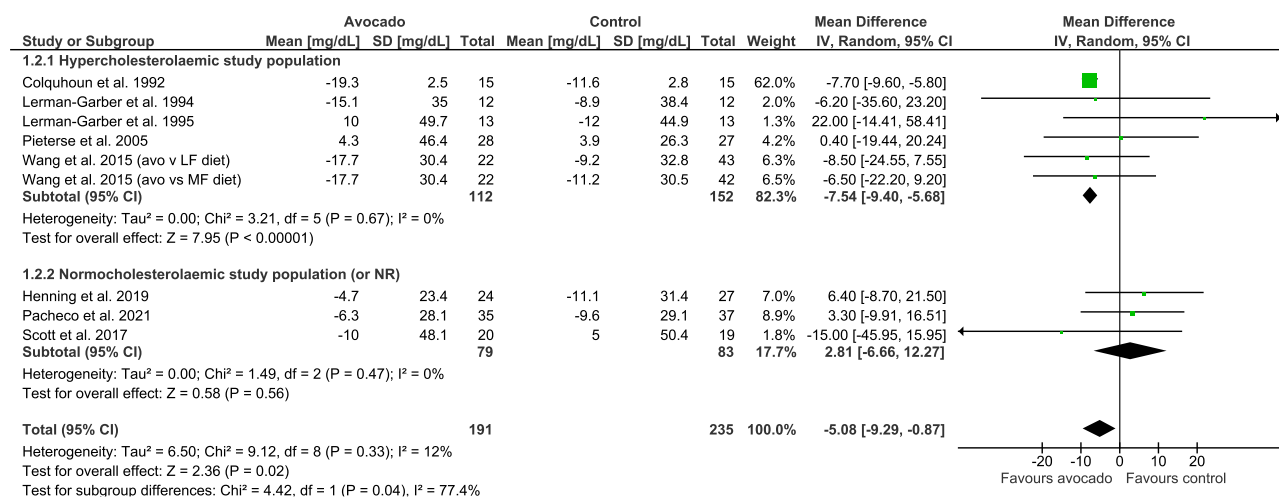 Avocado Control Mean Difference Mean Difference
Study or Subgroup Mean [mg/dL] SD [mg/dL] Total Mean [mg/dL] SD [mg/dL] Total Weight IV, Random, 95% CI IV, Random, 95% CI
1.2.1 Hypercholesterolaemic study population
Colquhoun et al. 1992 -19.3 2.5 15 -11.6 2.8 15 62.0% -7.70 [-9.60, -5.80]
Lerman-Garber et al. 1994 -15.1 35 12 -8.9 38.4 12 2.0% -6.20 [-35.60, 23.20]
Lerman-Garber et al. 1995 10 49.7 13 -12 44.9 13 1.3% 22.00 [-14.41, 58.41]
Pieterse et al. 2005 4.3 46.4 28 3.9 26.3 27 4.2% 0.40 [-19.44, 20.24]
Wang et al. 2015 (avo v LF diet) -17.7 30.4 22 -9.2 32.8 43 6.3% -8.50 [-24.55, 7.55]
Wang et al. 2015 (avo vs MF diet) -17.7 30.4 22 -11.2 30.5 42 6.5% -6.50 [-22.20, 9.20]
Subtotal (95% CI) 112 152 82.3% -7.54 [-9.40, -5.68]
Heterogeneity: Tau² = 0.00; Chi² = 3.21, df = 5 (P = 0.67); I² = 0%
Test for overall effect: Z = 7.95 (P < 0.00001)
1.2.2 Normocholesterolaemic study population (or NR)
Henning et al. 2019 -4.7 23.4 24 -11.1 31.4 27 7.0% 6.40 [-8.70, 21.50]
Pacheco et al. 2021 -6.3 28.1 35 -9.6 29.1 37 8.9% 3.30 [-9.91, 16.51]
Scott et al. 2017 -10 48.1 20 5 50.4 19 1.8% -15.00 [-45.95, 15.95]
Subtotal (95% CI) 79 83 17.7% 2.81 [-6.66, 12.27]
Heterogeneity: Tau² = 0.00; Chi² = 1.49, df = 2 (P = 0.47); I² = 0%
Test for overall effect: Z = 0.58 (P = 0.56)
Total (95% CI) 191 235 100.0% -5.08 [-9.29, -0.87]
Heterogeneity: Tau² = 6.50; Chi² = 9.12, df = 8 (P = 0.33); I² = 12%
Test for overall effect: Z = 2.36 (P = 0.02)
Test for subgroup differences: Chi² = 4.42, df = 1 (P = 0.04), I² = 77.4%
-20 -10 0 10 20
Favours avocado Favours control